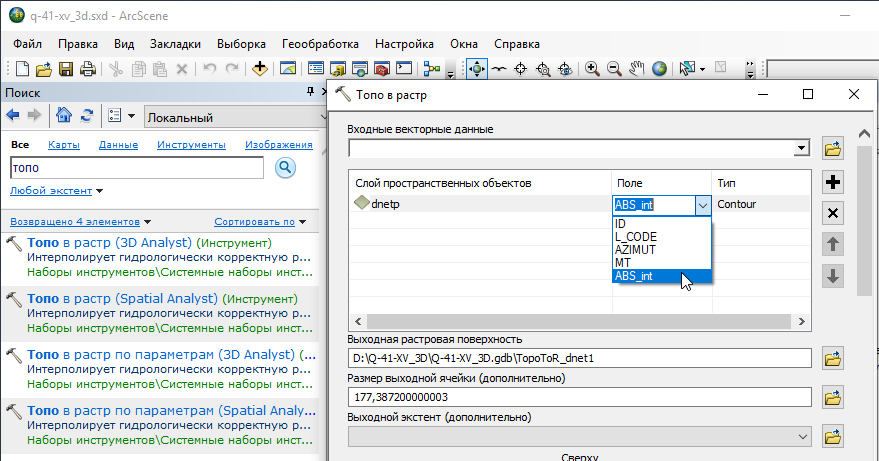 q-41-xv_3d.sxd - ArcScene
Файл Правка Вид Закладки Выборка Геообработка Настройка Окна Справка
Поиск
Локальный
Все Карты Данные Инструменты Изображения
топо
Любой экстент
Возвращено 4 элементов Сортировать по
Топо в растр (3D Analyst) (Инструмент)
Интерполирует гидрологически корректную р...
Наборы инструментов\Системные наборы инст...
Топо в растр (Spatial Analyst) (Инструмент)
Интерполирует гидрологически корректную р...
Наборы инструментов\Системные наборы инст...
Топо в растр по параметрам (3D Analyst) (...
Интерполирует гидрологически корректную р...
Наборы инструментов\Системные наборы инст...
Топо в растр по параметрам (Spatial Analy...
Интерполирует гидрологически корректную р...
Наборы инструментов\Системные наборы инст...
Топо в растр
Входные векторные данные
Слой пространственных объектов Поле Тип
dnetp ABS_int Contour
ID
L_CODE
AZIMUT
MT
ABS_int
Выходная растровая поверхность
D:\Q-41-XV_3D\Q-41-XV_3D.gdb\TopoToR_dnet1
Размер выходной ячейки (дополнительно)
177,387200000003
Выходной экстент (дополнительно)
Сверху